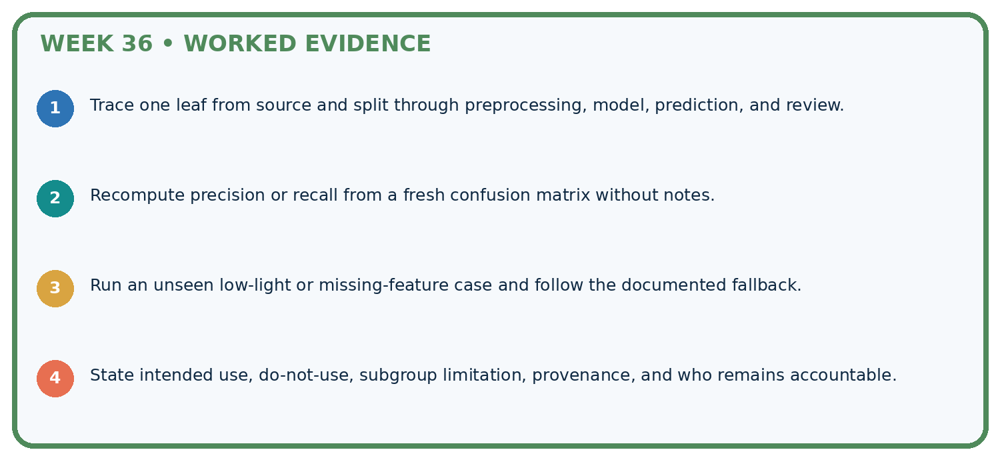 WEEK 36 • WORKED EVIDENCE
1 Trace one leaf from source and split through preprocessing, model, prediction, and review.
2 Recompute precision or recall from a fresh confusion matrix without notes.
3 Run an unseen low-light or missing-feature case and follow the documented fallback.
4 State intended use, do-not-use, subgroup limitation, provenance, and who remains accountable.